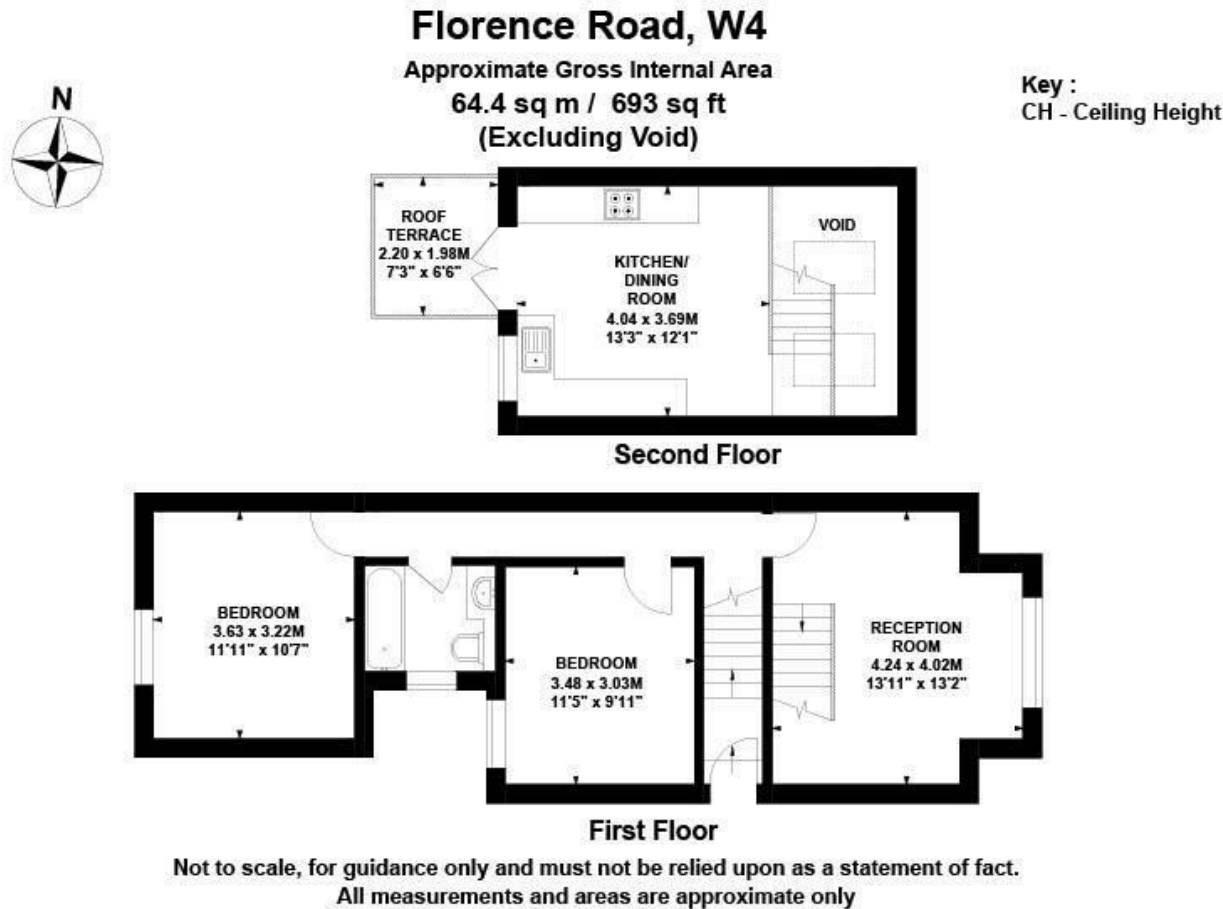 Florence Road, W4
Approximate Gross Internal Area
64.4 sq m / 693 sq ft
(Excluding Void)
N
Key :
CH - Ceiling Height
ROOF
TERRACE
2.20 x 1.98M
7'3" x 6'6"
KITCHEN/
DINING
ROOM
4.04 x 3.69M
13'3" x 12'1"
VOID
Second Floor
BEDROOM
3.63 x 3.22M
11'11" x 10'7"
BEDROOM
3.48 x 3.03M
11'5" x 9'11"
RECEPTION
ROOM
4.24 x 4.02M
13'11" x 13'2"
First Floor
Not to scale, for guidance only and must not be relied upon as a statement of fact.
All measurements and areas are approximate only